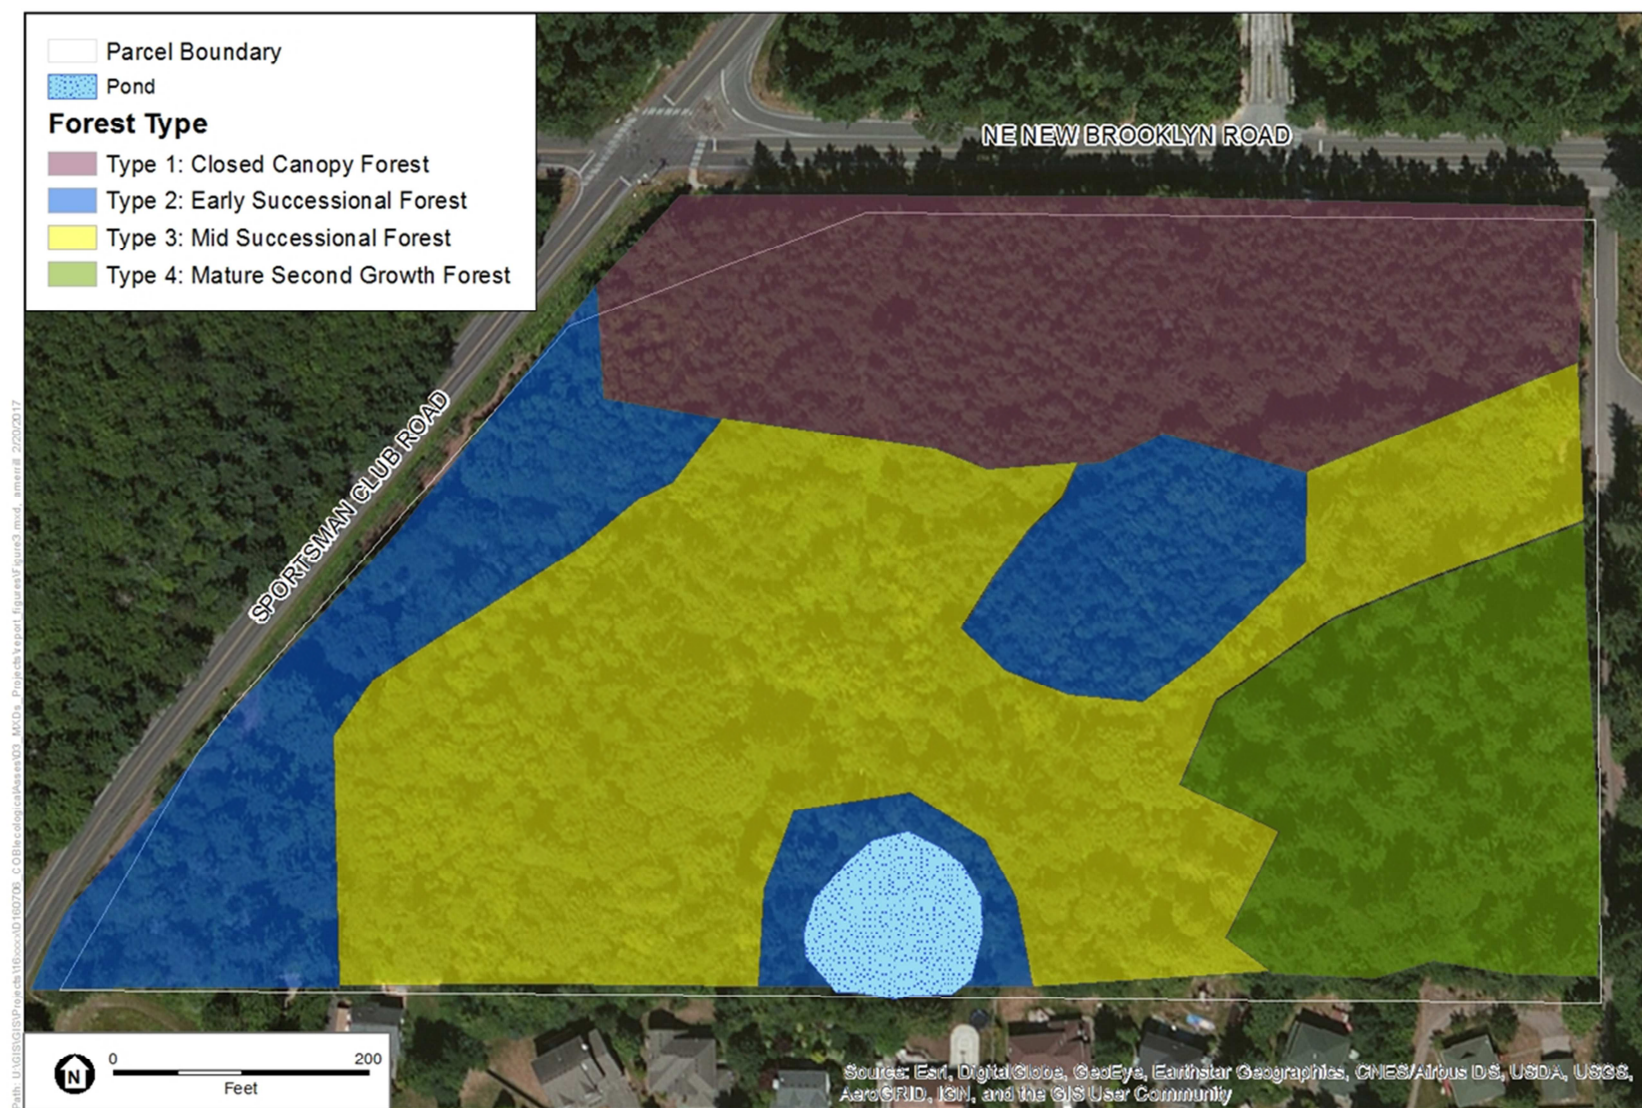 Parcel Boundary
Pond
Forest Type
Type 1: Closed Canopy Forest
Type 2: Early Successional Forest
Type 3: Mid Successional Forest
Type 4: Mature Second Growth Forest
NE NEW BROOKLYN ROAD
SPORTSMAN CLUB ROAD
N
0 200
Feet
Source: Esri, DigitalGlobe, GeoEye, Earthstar Geographics, CNES/Airbus DS, USDA, USGS,
AeroGRID, IGN, and the GIS User Community